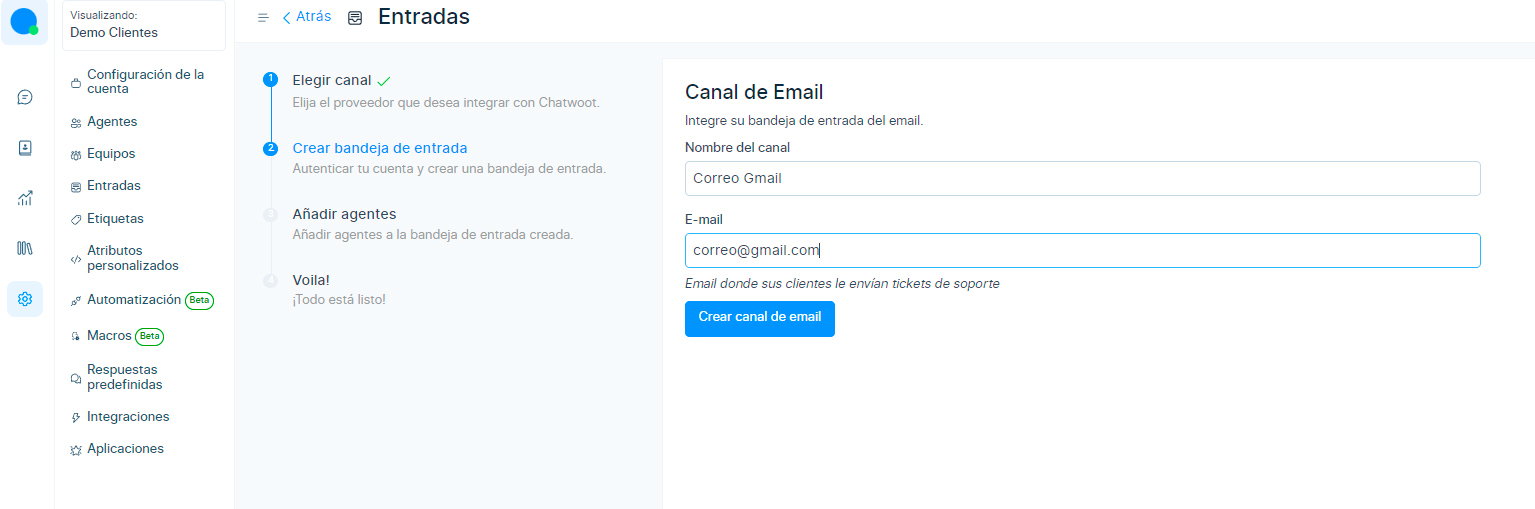 Visualizando:
Demo Clientes
Configuración de la
cuenta
Agentes
Equipos
Entradas
Etiquetas
Atributos
personalizados
Automatización Beta
Macros Beta
Respuestas
predefinidas
Integraciones
Aplicaciones
Atrás
Entradas
1
Elegir canal
Elija el proveedor que desea integrar con Chatwoot.
2
Crear bandeja de entrada
Autenticar tu cuenta y crear una bandeja de entrada.
3
Añadir agentes
Añadir agentes a la bandeja de entrada creada.
4
Voila!
¡Todo está listo!
Canal de Email
Integre su bandeja de entrada del email.
Nombre del canal
Correo Gmail
E-mail
correo@gmail.com
Email donde sus clientes le envían tickets de soporte
Crear canal de email